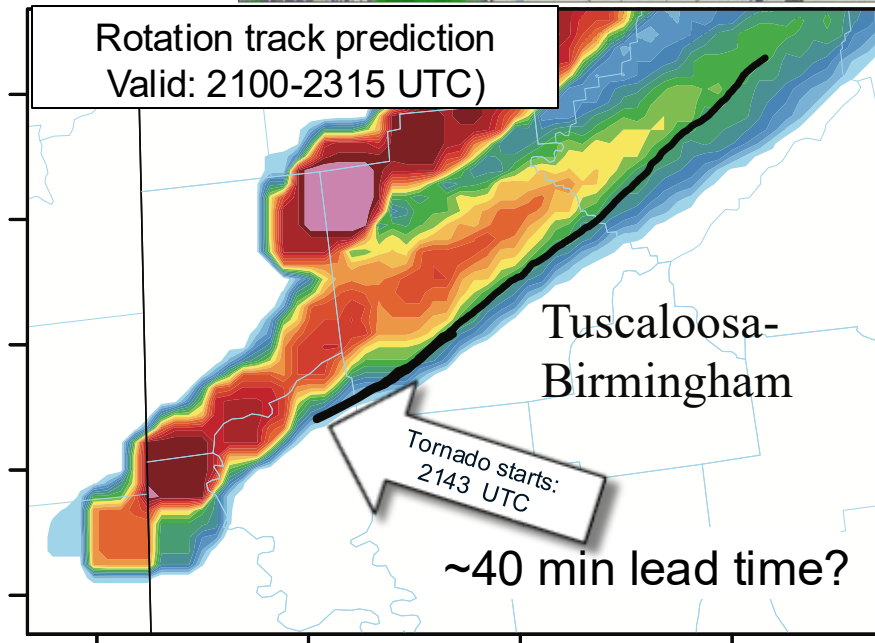 Rotation track prediction
Valid: 2100-2315 UTC)
Tuscaloosa-
Birmingham
Tornado starts:
2143 UTC
~40 min lead time?